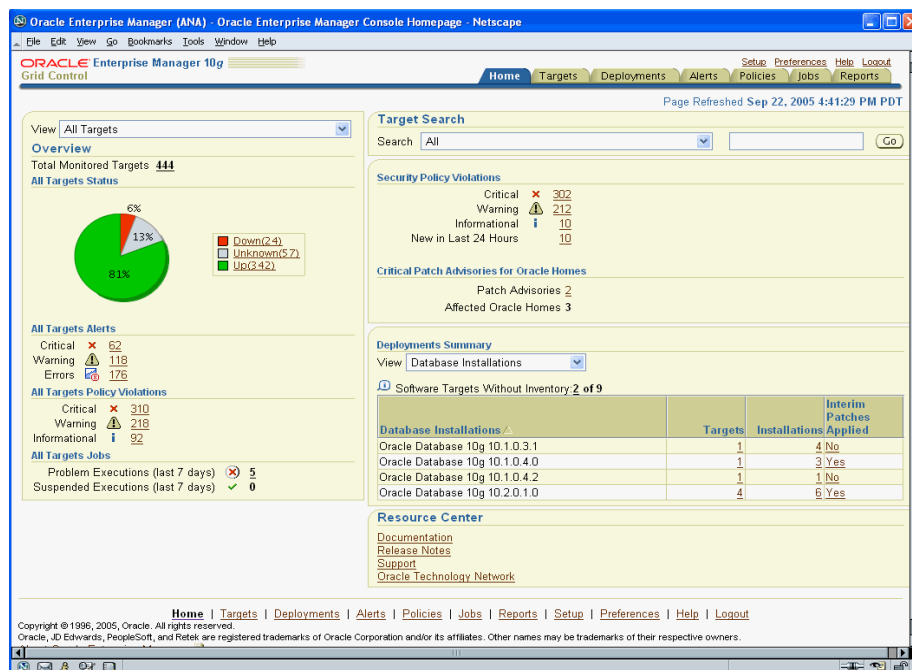 Oracle Enterprise Manager (ANA) - Oracle Enterprise Manager Console Homepage - Netscape
File Edit View Go Bookmarks Tools Window Help
ORACLE Enterprise Manager 10g
Grid Control
Setup Preferences Help Logout
Home Targets Deployments Alerts Policies Jobs Reports
Page Refreshed Sep 22, 2005 4:41:29 PM PDT
View All Targets
Overview
Total Monitored Targets 444
All Targets Status
6%
13%
81%
Down(24)
Unknown(57)
Up(342)
All Targets Alerts
Critical 62
Warning 118
Errors 176
All Targets Policy Violations
Critical 310
Warning 218
Informational 92
All Targets Jobs
Problem Executions (last 7 days) 5
Suspended Executions (last 7 days) 0
Target Search
Search All Go
Security Policy Violations
Critical 302
Warning 212
Informational 10
New in Last 24 Hours 10
Critical Patch Advisories for Oracle Homes
Patch Advisories 2
Affected Oracle Homes 3
Deployments Summary
View Database Installations
Software Targets Without Inventory:2 of 9
Database Installations Targets Installations Interim Patches Applied
Oracle Database 10g 10.1.0.3.1 1 4 No
Oracle Database 10g 10.1.0.4.0 1 3 Yes
Oracle Database 10g 10.1.0.4.2 1 1 No
Oracle Database 10g 10.2.0.1.0 4 6 Yes
Resource Center
Documentation
Release Notes
Support
Oracle Technology Network
Home | Targets | Deployments | Alerts | Policies | Jobs | Reports | Setup | Preferences | Help | Logout
Copyright © 1996, 2005, Oracle. All rights reserved.
Oracle, JD Edwards, PeopleSoft, and Retek are registered trademarks of Oracle Corporation and/or its affiliates. Other names may be trademarks of their respective owners.